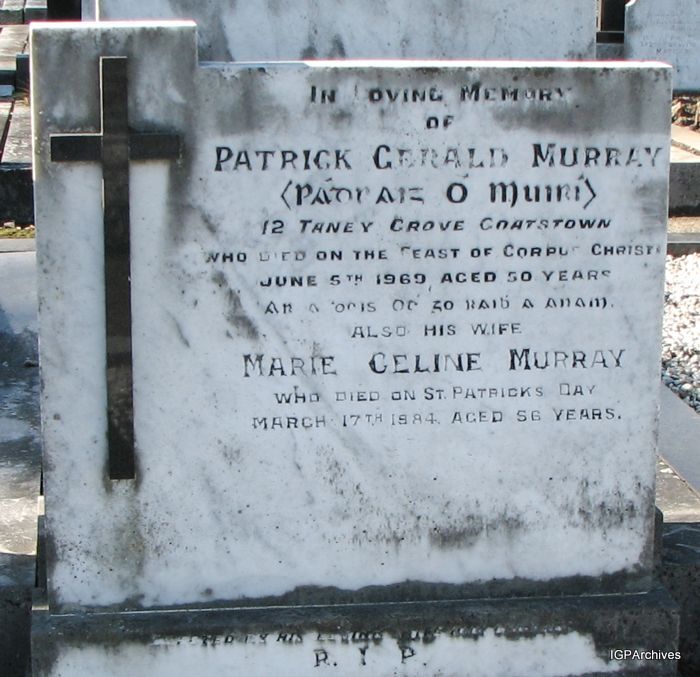 In Loving Memory
of
Patrick Gerald Murray
(Pádraig Ó Muirí)
12 Taney Grove Goatstown
who died on the Feast of Corpus Christi
June 5th 1969 aged 50 years
also his wife
Marie Celine Murray
who died on St. Patricks Day
March 17th 1984 aged 56 years.
R. I. P.
IGPArchives